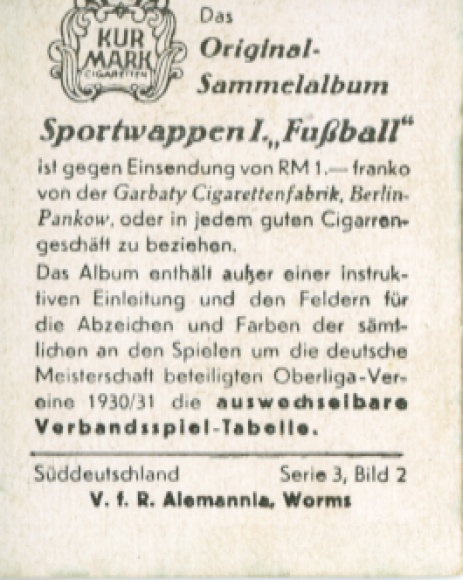 KUR
MARK
CIGARETTEN
Das
Original-
Sammelalbum
Sportwappen I. „Fußball“
ist gegen Einsendung von RM 1.— franko
von der Garbaty Cigarettenfabrik, Berlin-
Pankow, oder in jedem guten Cigarren-
geschäft zu beziehen.
Das Album enthält außer einer instruk-
tiven Einleitung und den Feldern für
die Abzeichen und Farben der sämt-
lichen an den Spielen um die deutsche
Meisterschaft beteiligten Oberliga-Ver-
eine 1930/31 die auswechselbare
Verbandsspiel-Tabelle.
Süddeutschland Serie 3, Bild 2
V. f. R. Alemannia, Worms